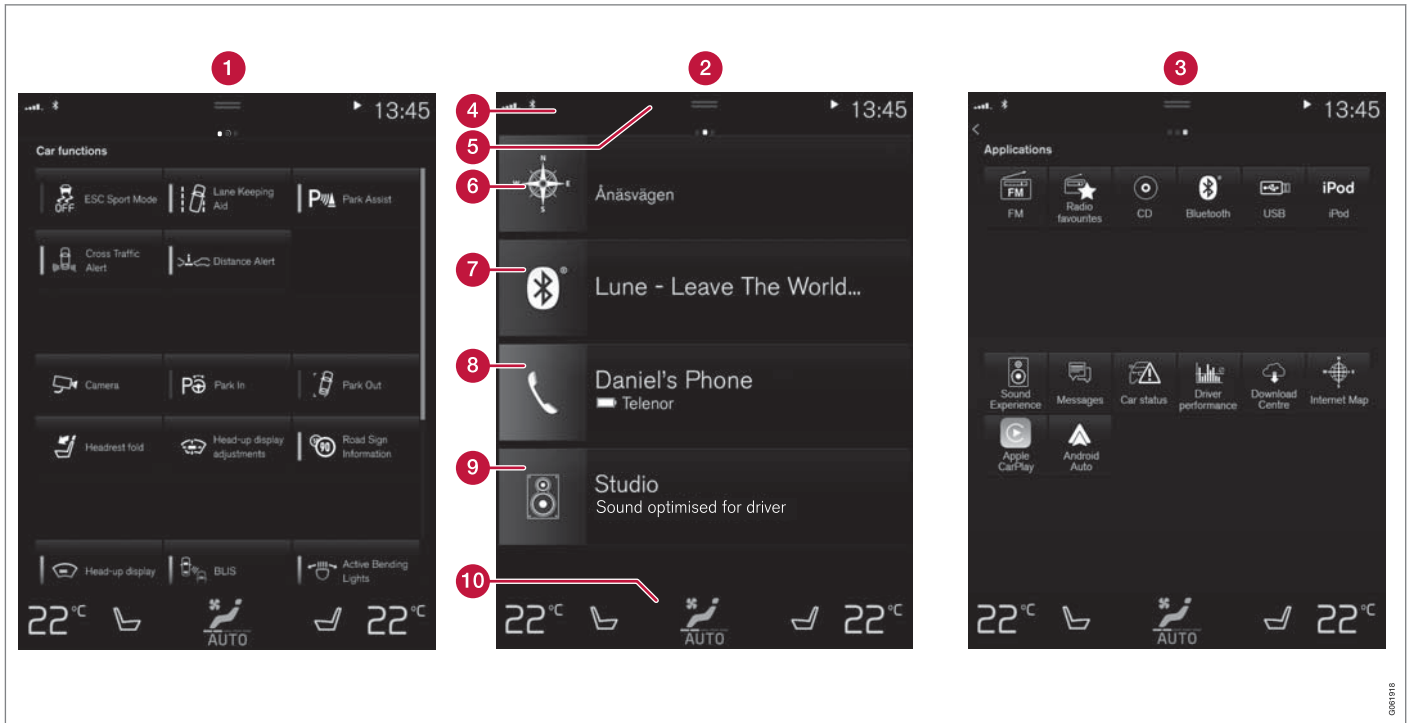 1
2
3
13:45
Car functions
OFF
ESC Sport Mode
Lane Keeping
Aid
P
Park Assist
Cross Traffic
Alert
Distance Alert
Camera
P
Park In
Park Out
Headrest fold
Head-up display
adjustments
90
Road Sign
Information
Head-up display
BLIS
Active Bending
Lights
22°C
AUTO
22°C
4
5
6
7
8
9
10
13:45
N
W
E
S
Ånäsvägen
®
Lune - Leave The World...
Daniel's Phone
Telenor
Studio
Sound optimised for driver
22°C
AUTO
22°C
13:45
<
Applications
FM
FM
Radio
favourites
CD
Bluetooth
USB
iPod
iPod
Sound
Experience
Messages
Car status
Driver
performance
Download
Centre
Internet Map
Apple
CarPlay
Android
Auto
22°C
AUTO
22°C
G061918